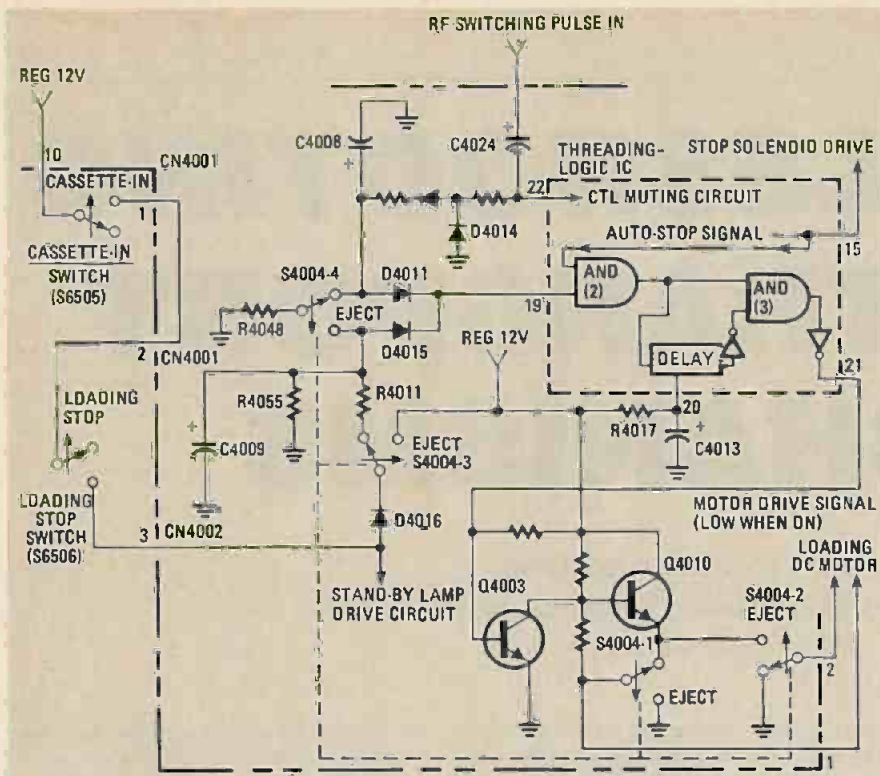 RF-SWITCHING PULSE IN
REG 12V
10
CN4001
CASSETTE-IN
1
CASSETTE-IN
SWITCH
(S6505)
C4008
+
C4024
+
THREADING-
LOGIC IC
STOP SOLENOID DRIVE
22
CTL MUTING CIRCUIT
D4014
AUTO-STOP SIGNAL
15
S4004-4
D4011
EJECT
R4048
D4015
19
AND
(2)
AND
(3)
2
CN4001
REG 12V
DELAY
21
LOADING
STOP
R4055
R4011
+
C4009
EJECT
S4004-3
R4017
20
+
C4013
LOADING
STOP
SWITCH
(S6506)
3
CN4002
D4016
MOTOR DRIVE SIGNAL
(LOW WHEN ON)
LOADING
DC MOTOR
STAND-BY LAMP
DRIVE CIRCUIT
Q4003
Q4010
S4004-2
EJECT
S4004-1
2
EJECT
1